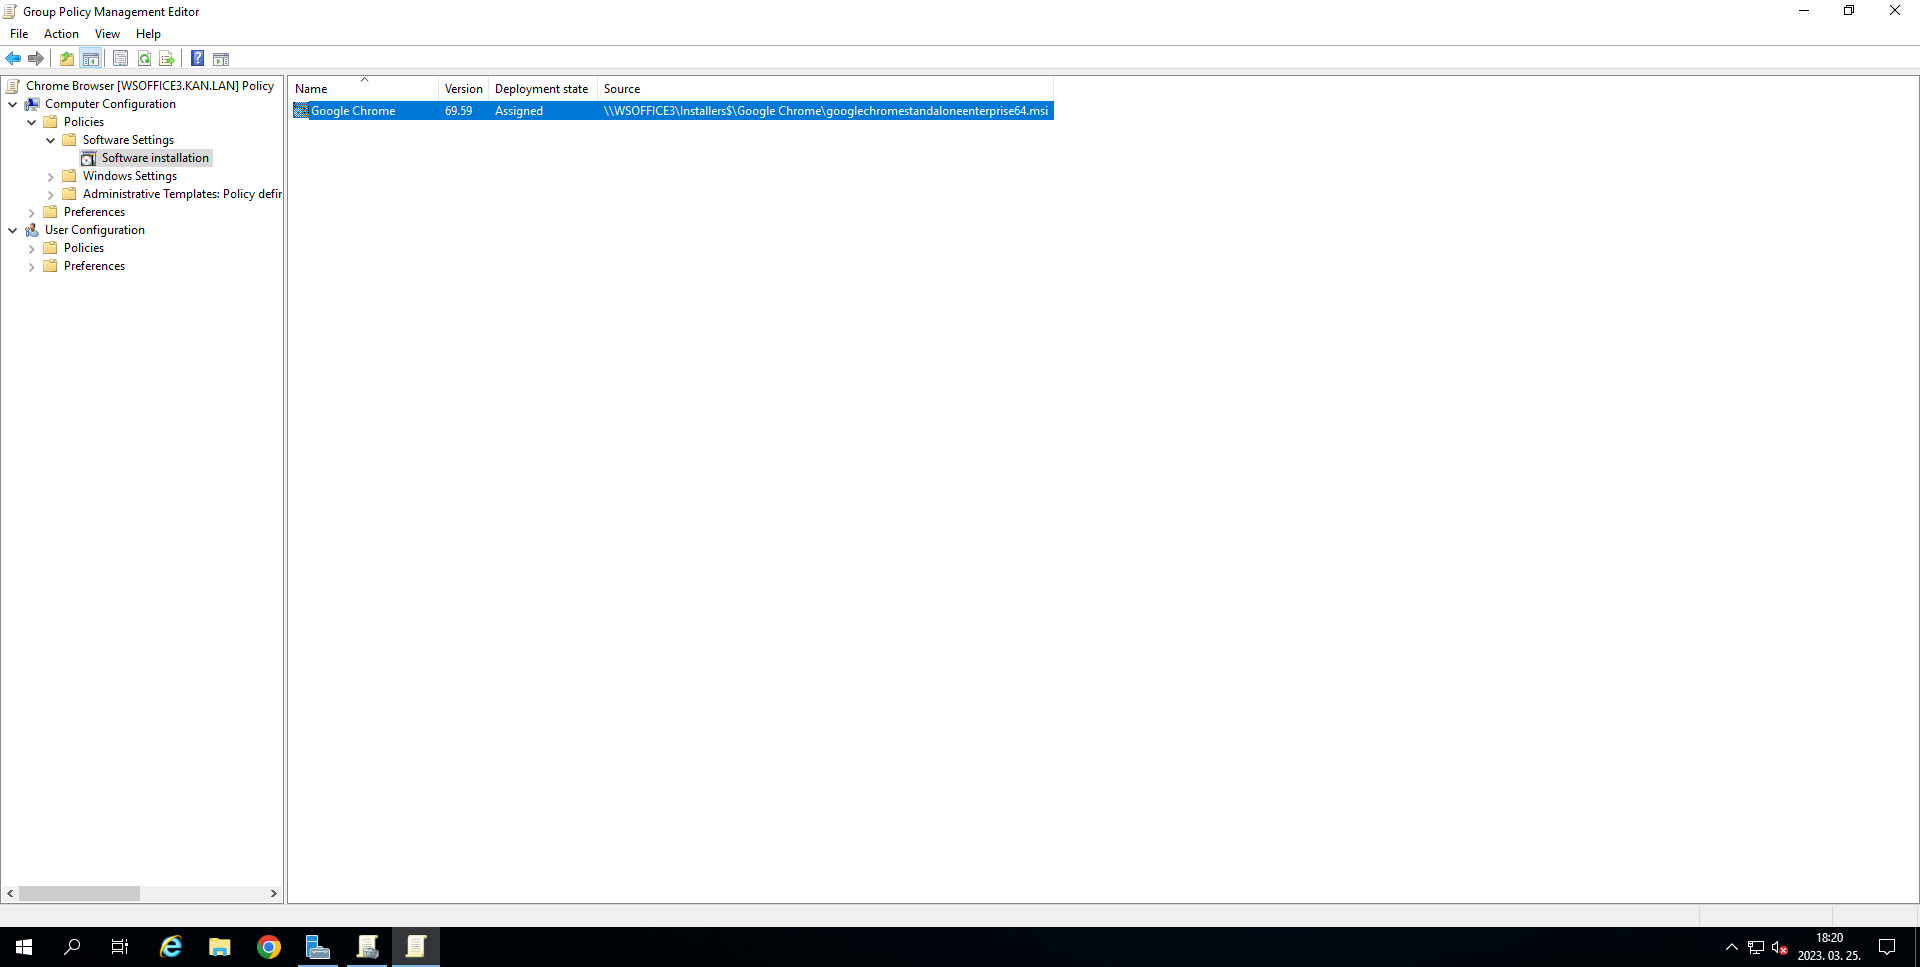 Group Policy Management Editor
File Action View Help
Chrome Browser [WSOFFICE3.KAN.LAN] Policy
Computer Configuration
Policies
Software Settings
Software installation
Windows Settings
Administrative Templates: Policy defin
Preferences
User Configuration
Policies
Preferences
Name Version Deployment state Source
Google Chrome 69.59 Assigned \\WSOFFICE3\Installers$\Google Chrome\googlechromestandaloneenterprise64.msi
18:20
2023. 03. 25.